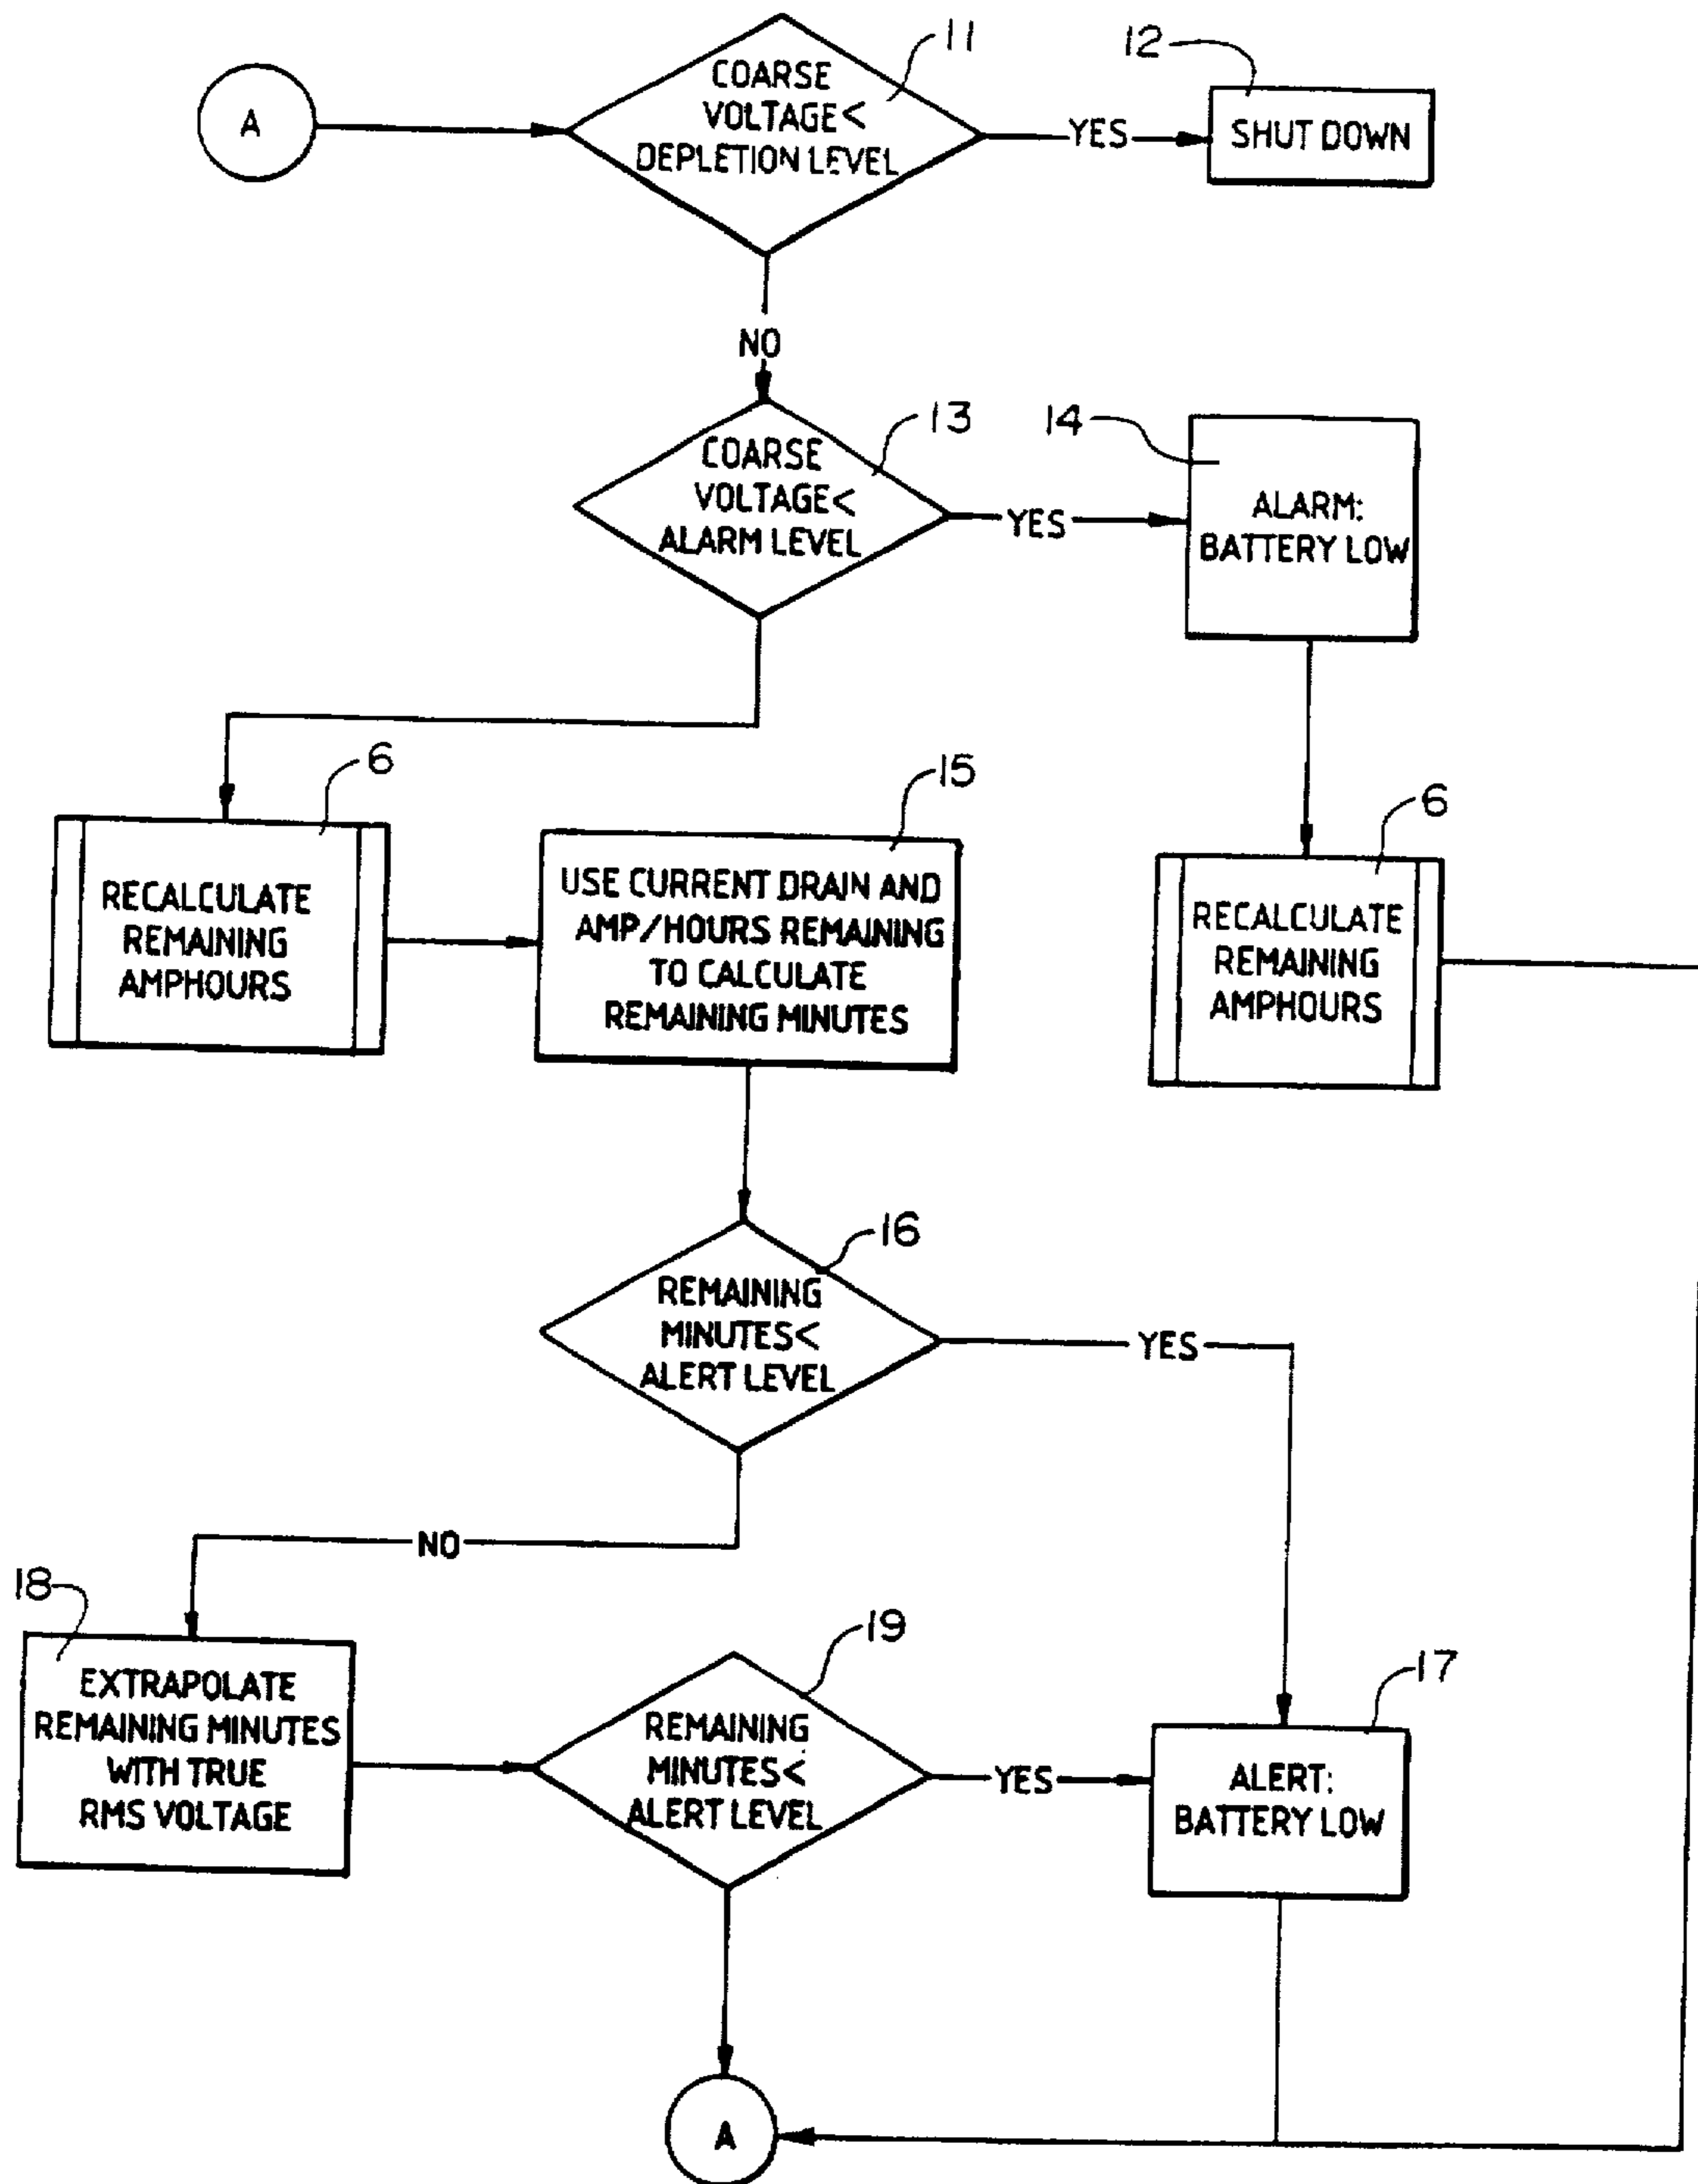 11
12
A
COARSE
VOLTAGE<
DEPLETION LEVEL
YES
SHUT DOWN
NO
13
14
COARSE
VOLTAGE<
ALARM LEVEL
YES
ALARM:
BATTERY LOW
6
15
6
RECALCULATE
REMAINING
AMPHOURS
USE CURRENT DRAIN AND
AMP/HOURS REMAINING
TO CALCULATE
REMAINING MINUTES
RECALCULATE
REMAINING
AMPHOURS
16
REMAINING
MINUTES<
ALERT LEVEL
YES
NO
18
19
17
EXTRAPOLATE
REMAINING MINUTES
WITH TRUE
RMS VOLTAGE
REMAINING
MINUTES<
ALERT LEVEL
YES
ALERT:
BATTERY LOW
A